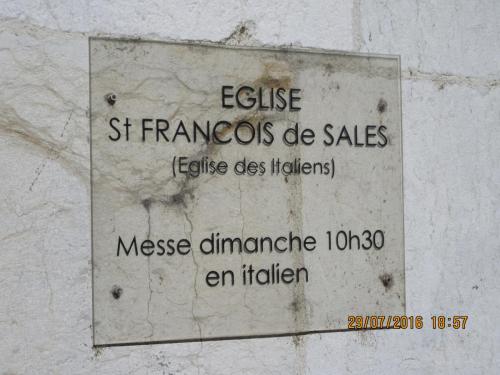 EGLISE
St FRANCOIS de SALES
(Eglise des Italiens)
Messe dimanche 10h30
en italien
29/07/2016 18:57